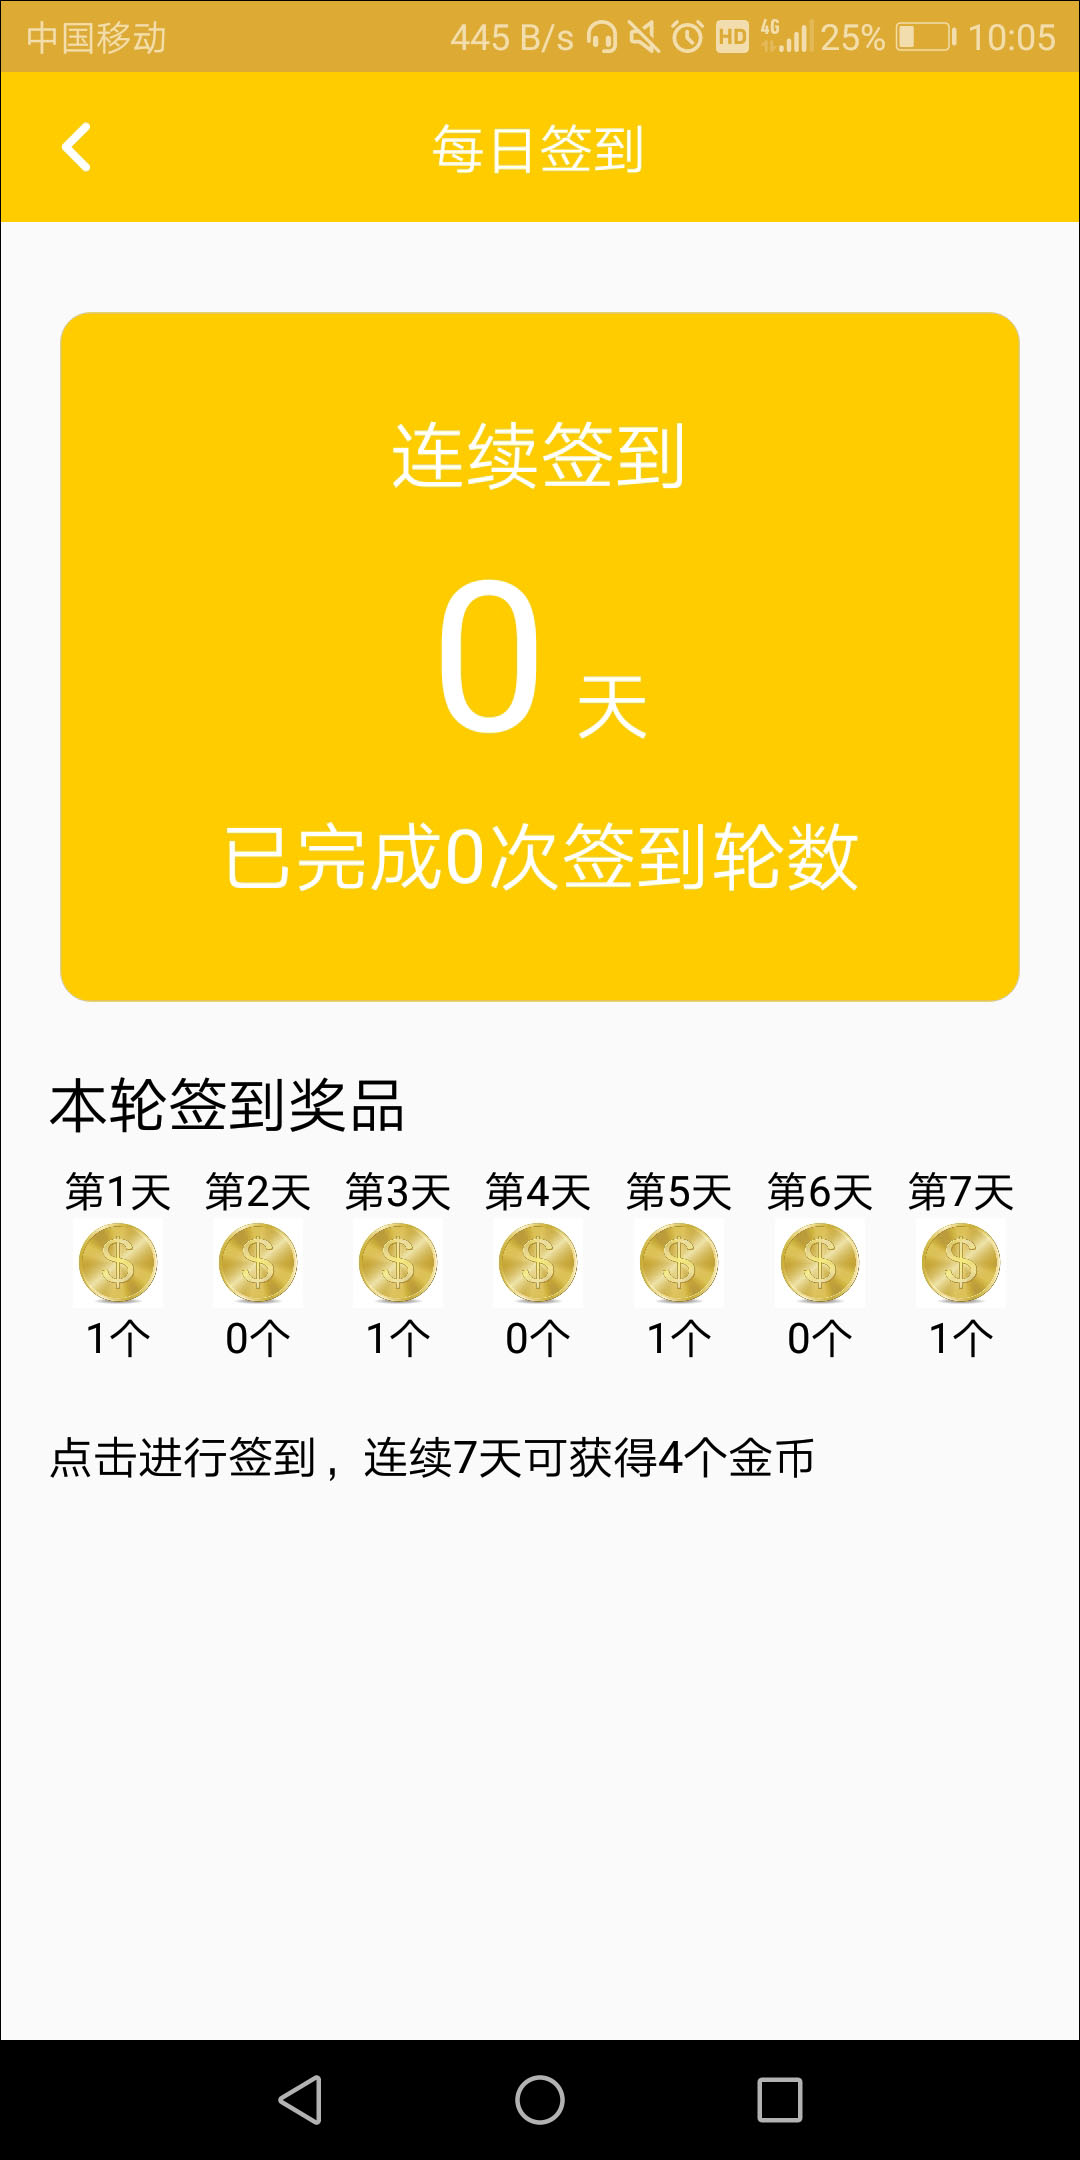 中国移动 445 B/s HD 4G 25% 10:05
每日签到
连续签到
0 天
已完成0次签到轮数
本轮签到奖品
第1天 第2天 第3天 第4天 第5天 第6天 第7天
$ $ $ $ $ $ $
1个 0个 1个 0个 1个 0个 1个
点击进行签到，连续7天可获得4个金币